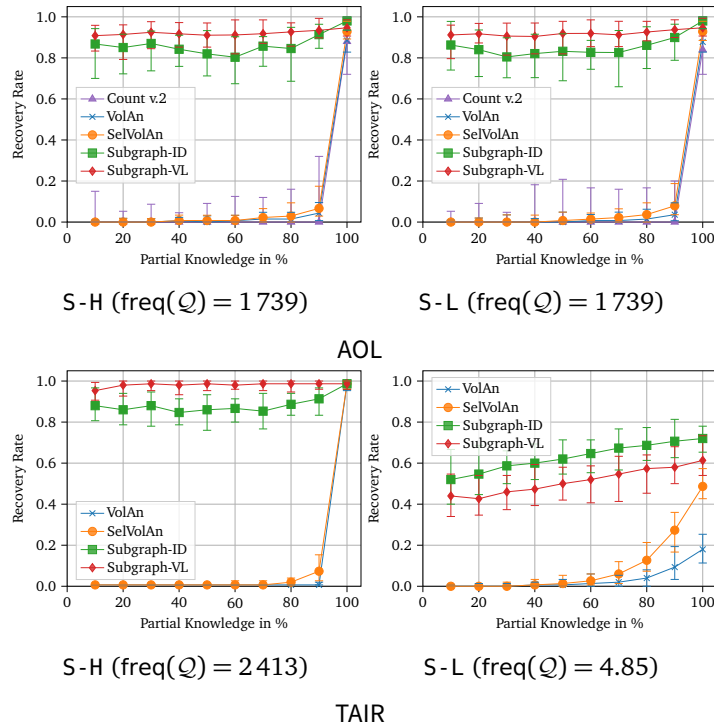 1.0
0.8
0.6
0.4
0.2
0.0
Recovery Rate
Count v.2
VolAn
SelVolAn
Subgraph-ID
Subgraph-VL
0 20 40 60 80 100
Partial Knowledge in %
S-H (freq(𝒬) = 1 739)
1.0
0.8
0.6
0.4
0.2
0.0
Recovery Rate
Count v.2
VolAn
SelVolAn
Subgraph-ID
Subgraph-VL
0 20 40 60 80 100
Partial Knowledge in %
S-L (freq(𝒬) = 1 739)
AOL
1.0
0.8
0.6
0.4
0.2
0.0
Recovery Rate
VolAn
SelVolAn
Subgraph-ID
Subgraph-VL
0 20 40 60 80 100
Partial Knowledge in %
S-H (freq(𝒬) = 2 413)
1.0
0.8
0.6
0.4
0.2
0.0
Recovery Rate
VolAn
SelVolAn
Subgraph-ID
Subgraph-VL
0 20 40 60 80 100
Partial Knowledge in %
S-L (freq(𝒬) = 4.85)
TAIR